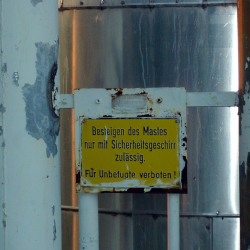 Besteigen des Mastes
nur mit Sicherheitsgeschirr
zulässig.
Für Unbefugte verboten!